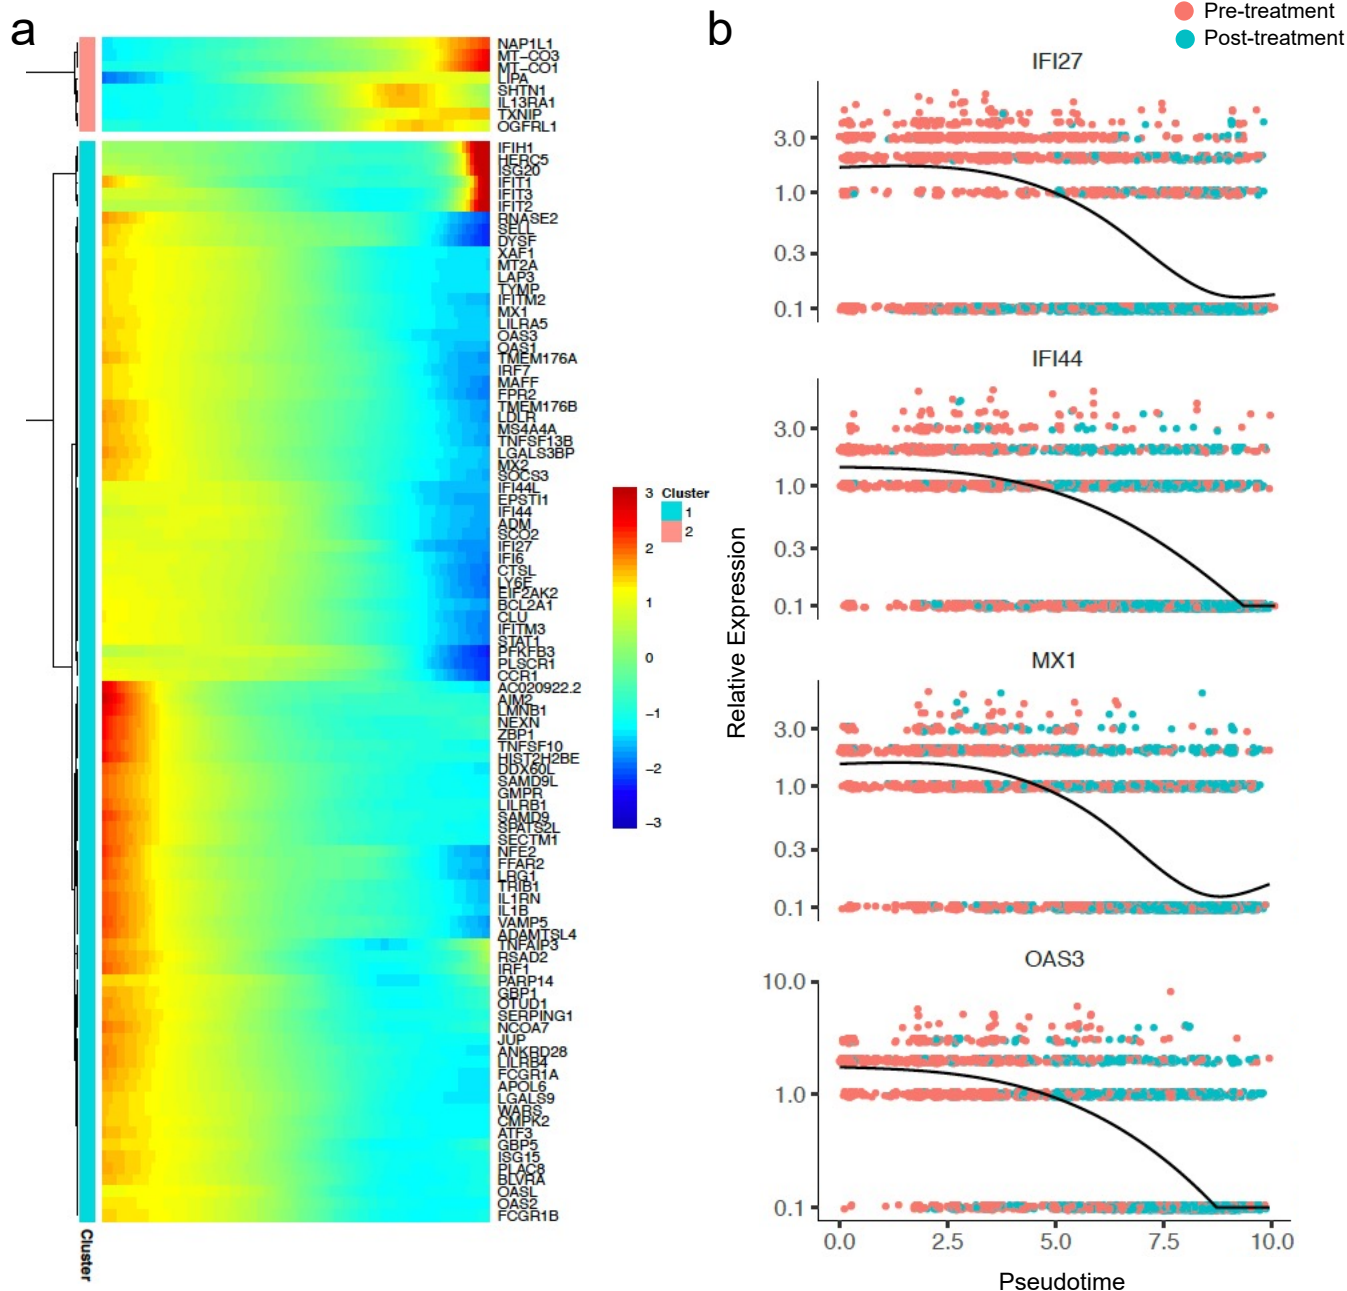 a
NAP1L1
MT-CO3
MT-CO1
LIPA
SHTN1
IL13RA1
TXNIP
OGFRL1
IFIH1
HERC5
ISG20
IFIT1
IFIT3
IFIT2
RNASE2
SELL
DYSF
XAF1
MT2A
LAP3
TYMP
IFITM2
MX1
LILRA5
OAS3
OAS1
TMEM176A
IRF7
MAFF
FPR2
TMEM176B
LDLR
MS4A4A
TNFSF13B
LGALS3BP
MX2
SOCS3
IFI44L
EPSTI1
IFI44
ADM
SCO2
IFI27
IFI6
CTSL
LY6E
EIF2AK2
BCL2A1
CLU
IFITM3
STAT1
PFKFB3
PLSCR1
CCR1
AC020922.2
AIM2
LMNB1
NEXN
ZBP1
TNFSF10
HIST2H2BE
DDX60L
SAMD9L
GMPR
LILRB1
SAMD9
SPATS2L
SECTM1
NFE2
FFAR2
LRG1
TRIB1
IL1RN
IL1B
VAMP5
ADAMTSL4
TNFAIP3
RSAD2
IRF1
PARP14
GBP1
OTUD1
SERPING1
NCOA7
JUP
ANKRD28
LILRB4
FCGR1A
APOL6
LGALS9
WARS
CMPK2
ATF3
GBP5
ISG15
PLAC8
BLVRA
OASL
OAS2
FCGR1B
Cluster
3
2
1
0
−1
−2
−3
Cluster
1
2
b
Pre-treatment
Post-treatment
Relative Expression
IFI27
3.0
1.0
0.3
0.1
IFI44
3.0
1.0
0.3
0.1
MX1
3.0
1.0
0.3
0.1
OAS3
10.0
1.0
0.1
0.0 2.5 5.0 7.5 10.0
Pseudotime